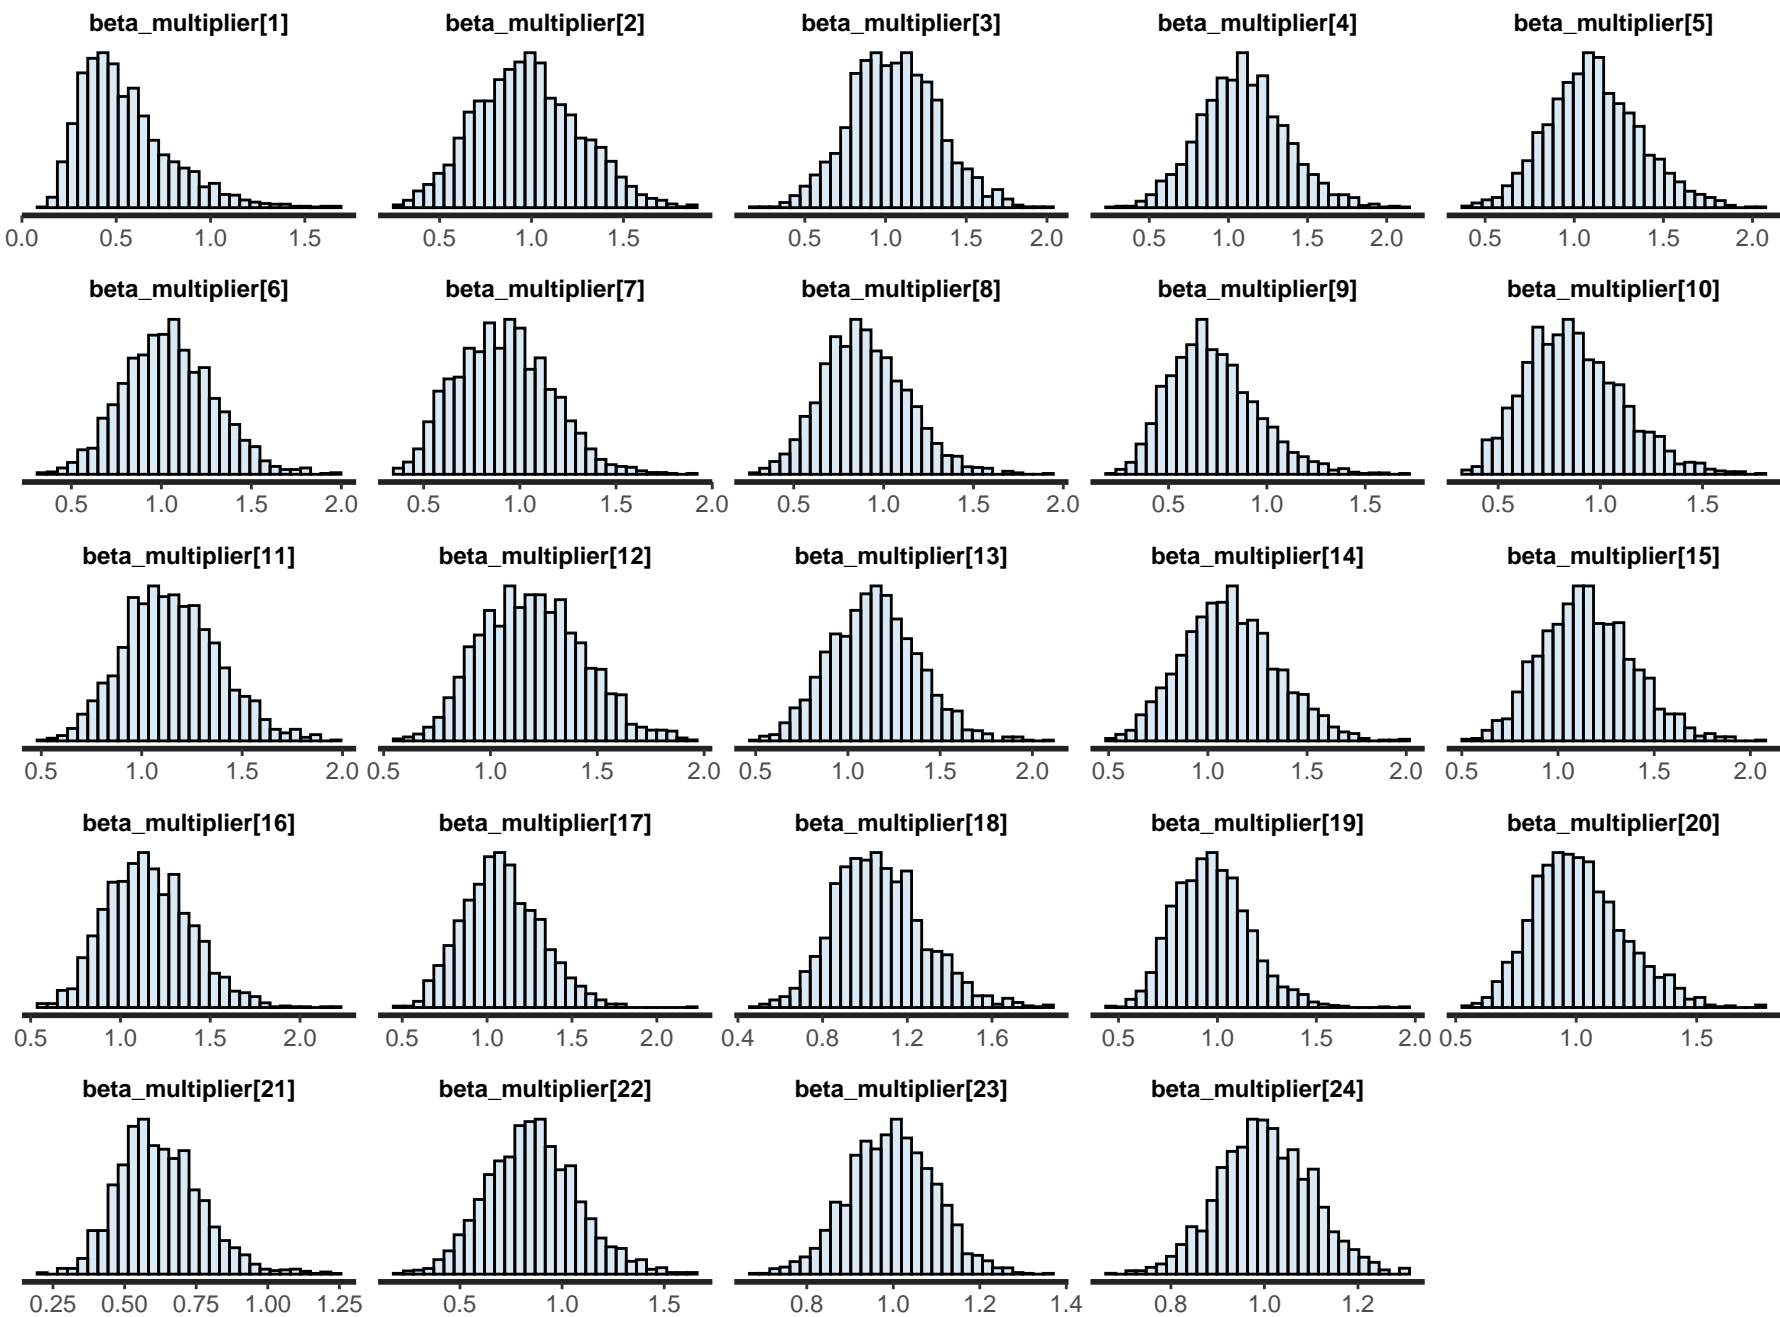 beta_multiplier[1] beta_multiplier[2] beta_multiplier[3] beta_multiplier[4] beta_multiplier[5]
0.0 0.5 1.0 1.5 0.5 1.0 1.5 0.5 1.0 1.5 2.0 0.5 1.0 1.5 2.0 0.5 1.0 1.5 2.0
beta_multiplier[6] beta_multiplier[7] beta_multiplier[8] beta_multiplier[9] beta_multiplier[10]
0.5 1.0 1.5 2.0 0.5 1.0 1.5 2.0 0.5 1.0 1.5 2.0 0.5 1.0 1.5 0.5 1.0 1.5
beta_multiplier[11] beta_multiplier[12] beta_multiplier[13] beta_multiplier[14] beta_multiplier[15]
0.5 1.0 1.5 2.0 0.5 1.0 1.5 2.0 0.5 1.0 1.5 2.0 0.5 1.0 1.5 2.0 0.5 1.0 1.5 2.0
beta_multiplier[16] beta_multiplier[17] beta_multiplier[18] beta_multiplier[19] beta_multiplier[20]
0.5 1.0 1.5 2.0 0.5 1.0 1.5 2.0 0.4 0.8 1.2 1.6 0.5 1.0 1.5 2.0 0.5 1.0 1.5
beta_multiplier[21] beta_multiplier[22] beta_multiplier[23] beta_multiplier[24]
0.25 0.50 0.75 1.00 1.25 0.5 1.0 1.5 0.8 1.0 1.2 1.4 0.8 1.0 1.2